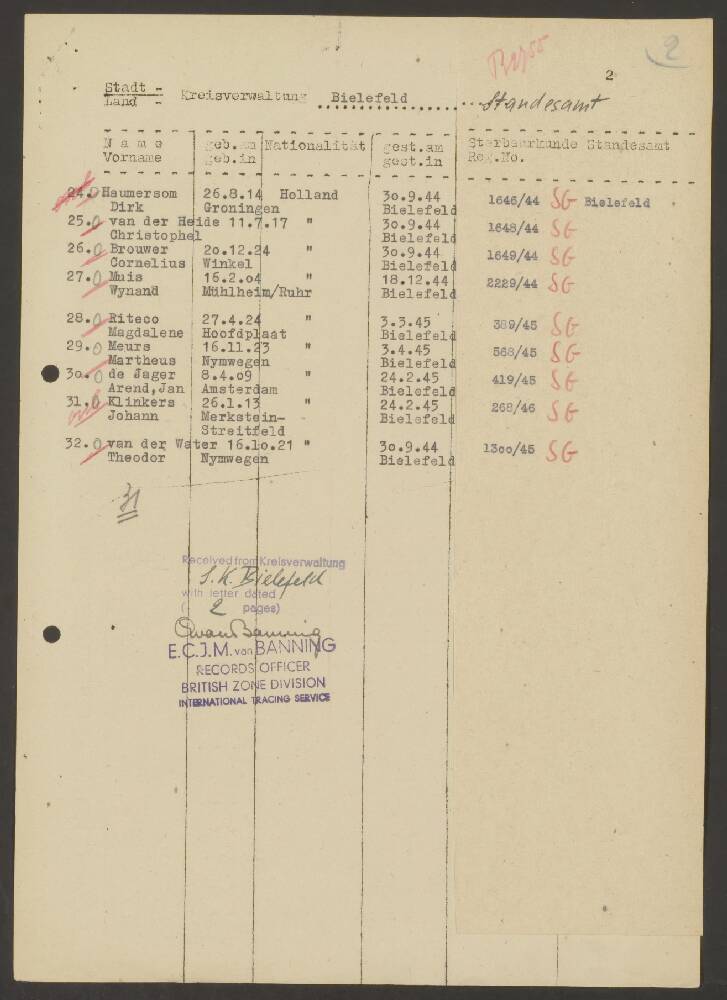 2
2
Stadt -
Land -
Kreisverwaltung Bielefeld
Standesamt
Name geb.am Nationalität gest.am Sterbeurkunde Standesamt
Vorname geb.in gest.in Reg.No.
24. Haumersom 26.8.14 Holland 30.9.44 1646/44 SG Bielefeld
Dirk Groningen Bielefeld
25. van der Heide 11.7.17 " 30.9.44 1648/44 SG
Christophel Bielefeld
26. Brouwer 20.12.24 " 30.9.44 1649/44 SG
Cornelius Winkel Bielefeld
27. Muis 16.2.04 " 18.12.44 2229/44 SG
Wynand Mühlheim/Ruhr Bielefeld
28. Riteco 27.4.24 " 3.3.45 389/45 SG
Magdalene Hoofdplaat Bielefeld
29. Meurs 16.11.23 " 3.4.45 568/45 SG
Martheus Nymwegen Bielefeld
30. de Jager 8.4.09 " 24.2.45 419/45 SG
Arend,Jan Amsterdam Bielefeld
31. Klinkers 26.1.13 " 24.2.45 268/46 SG
Johann Merkstein- Bielefeld
Streitfeld
32. van der Water 16.10.21 " 30.9.44 1300/45 SG
Theodor Nymwegen Bielefeld
31
Received from Kreisverwaltung
S.K. Bielefeld
with letter dated
( 2 pages)
E.C.J.M. von BANNING
RECORDS OFFICER
BRITISH ZONE DIVISION
INTERNATIONAL TRACING SERVICE